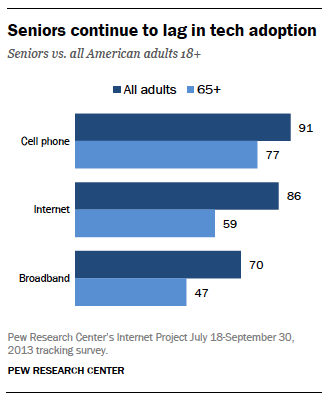 Seniors continue to lag in tech adoption
Seniors vs. all American adults 18+
All adults 65+
Cell phone 91
77
Internet 86
59
Broadband 70
47
Pew Research Center's Internet Project July 18-September 30,
2013 tracking survey.
PEW RESEARCH CENTER